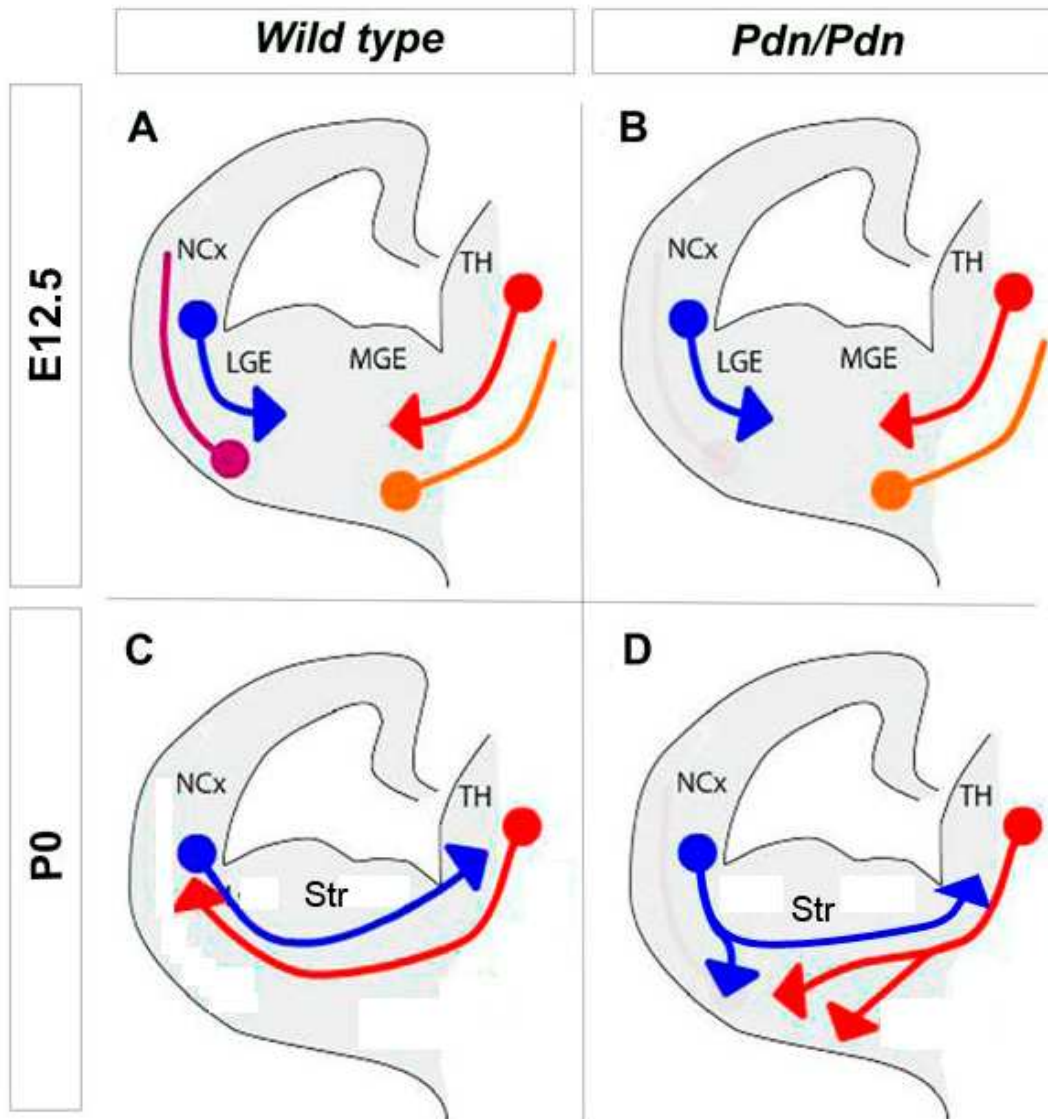 Wild type
Pdn/Pdn
E12.5
A
NCx
LGE
MGE
TH
B
NCx
LGE
MGE
TH
P0
C
NCx
Str
TH
D
NCx
Str
TH